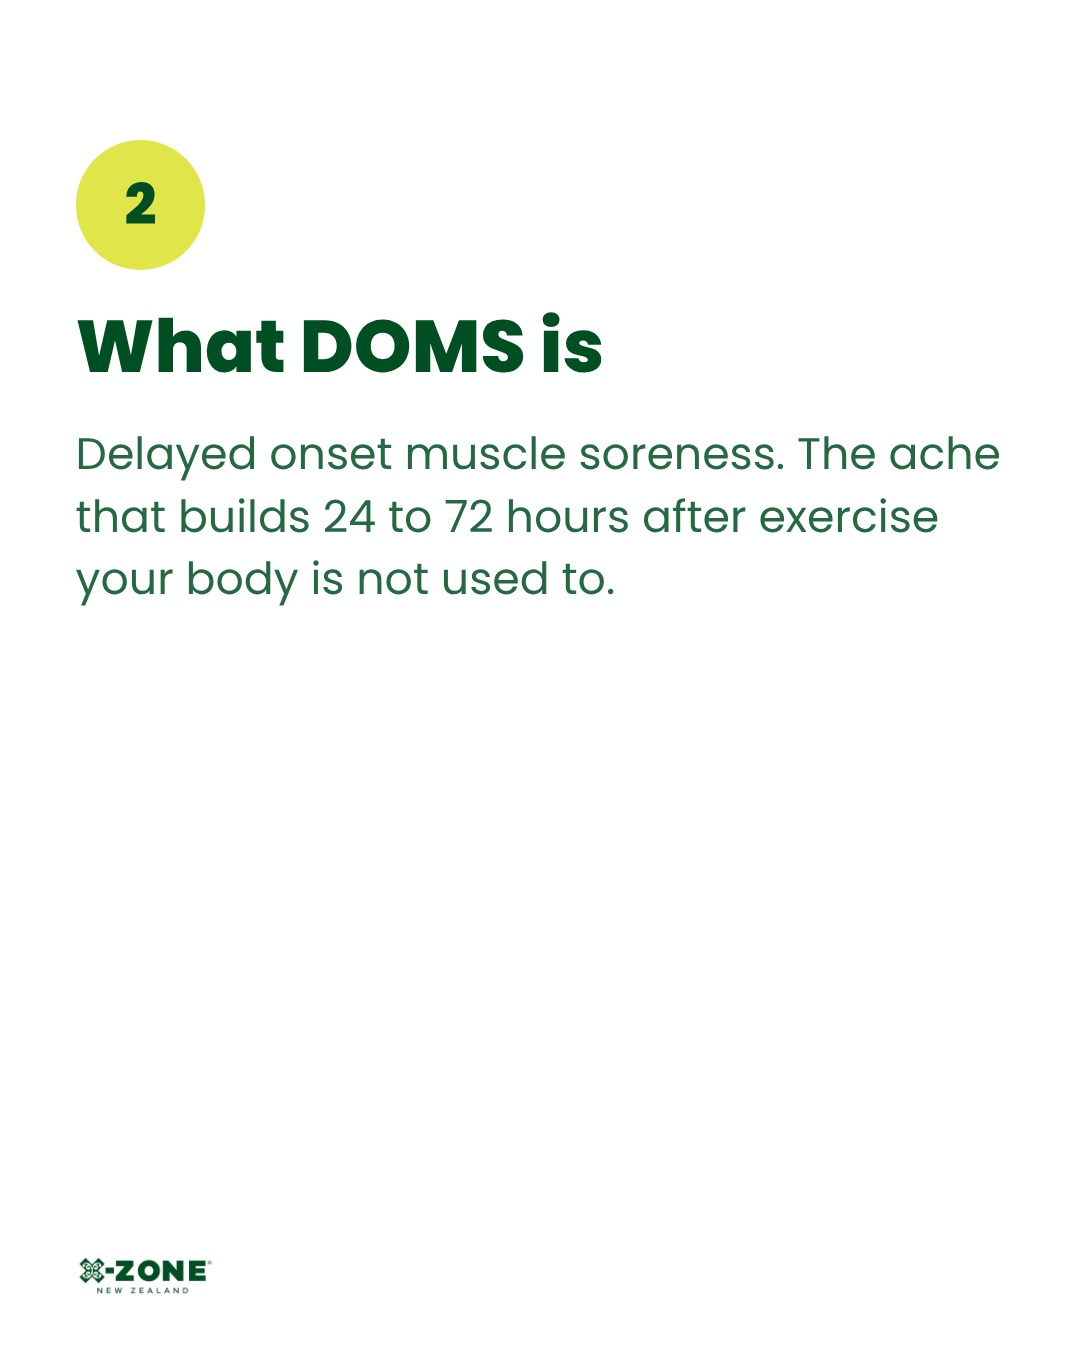 2
What DOMS is
Delayed onset muscle soreness. The ache
that builds 24 to 72 hours after exercise
your body is not used to.
X-ZONE®
NEW ZEALAND